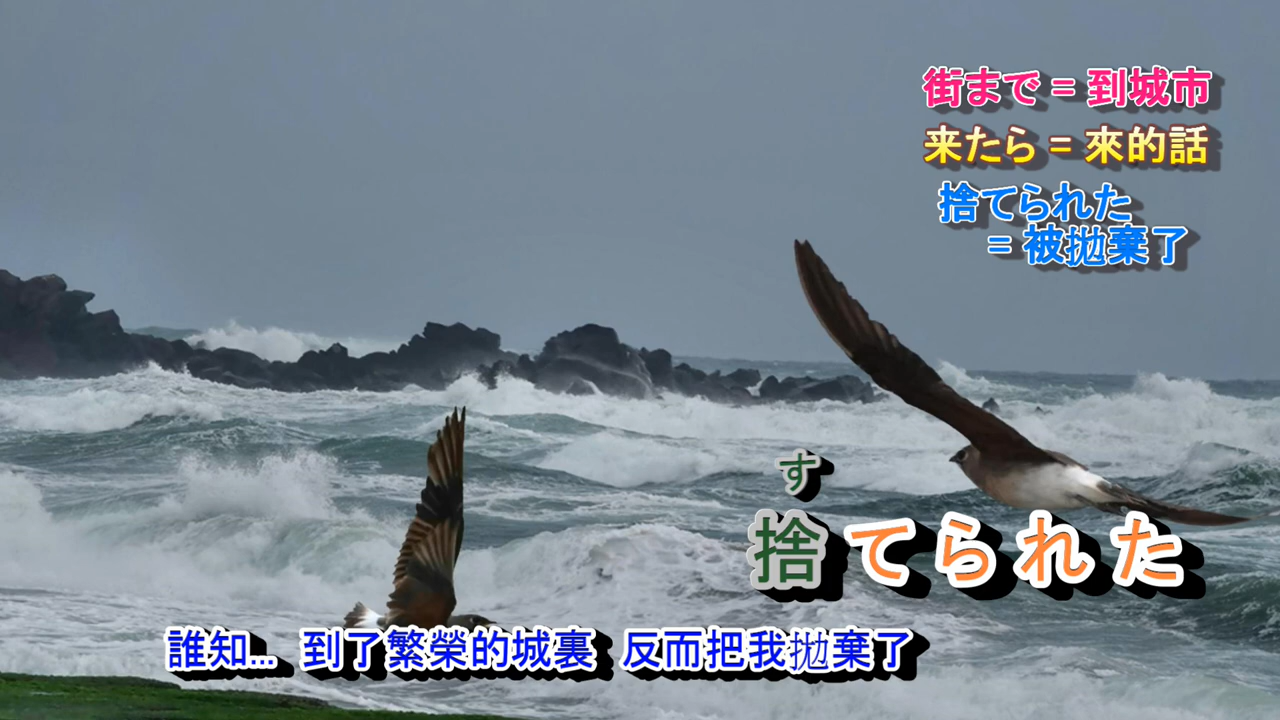 街まで = 到城市
来たら = 來的話
捨てられた
= 被拋棄了
す
捨てられた
誰知... 到了繁榮的城裏 反而把我拋棄了